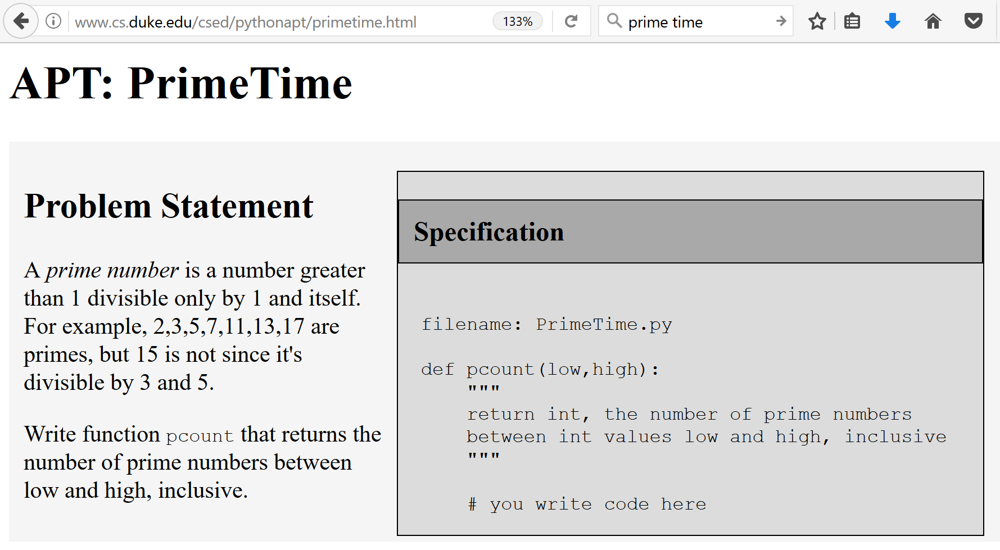 www.cs.duke.edu/csed/pythonapt/primetime.html
133%
prime time
APT: PrimeTime
Problem Statement
A prime number is a number greater
than 1 divisible only by 1 and itself.
For example, 2,3,5,7,11,13,17 are
primes, but 15 is not since it's
divisible by 3 and 5.
Write function pcount that returns the
number of prime numbers between
low and high, inclusive.
Specification
filename: PrimeTime.py
def pcount(low,high):
"""
return int, the number of prime numbers
between int values low and high, inclusive
"""
# you write code here